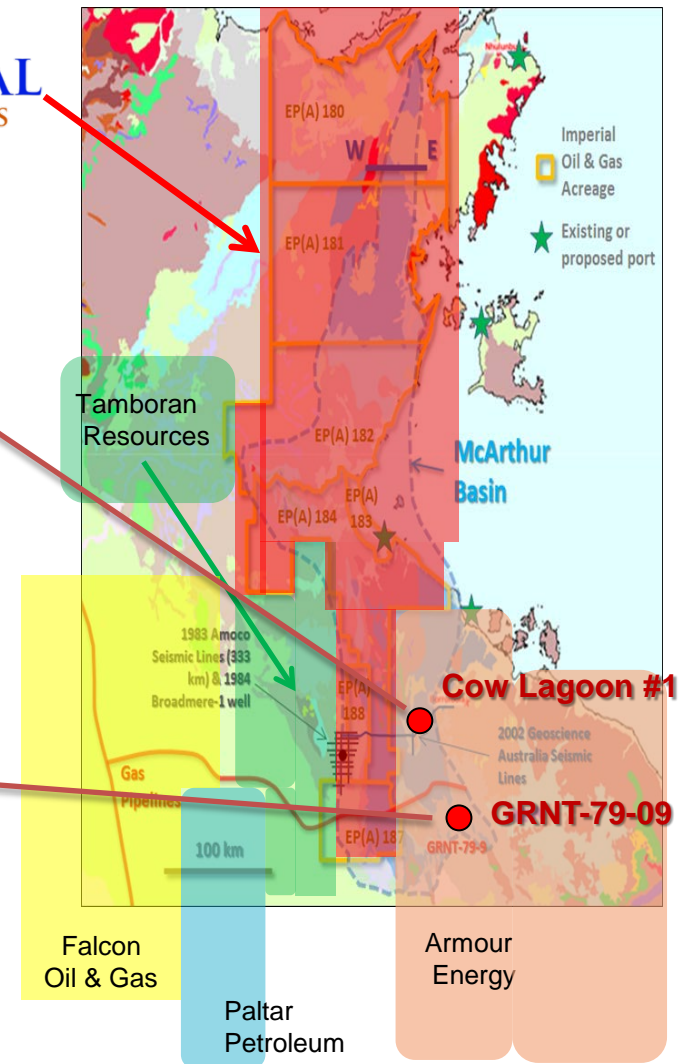 AL
S
Nhulunbuy
EP(A) 180
W E
Imperial
Oil & Gas
Acreage
EP(A) 181
Existing or
proposed port
Tamboran
Resources
EP(A) 182
McArthur
Basin
EP(A)
183
EP(A) 184
1983 Amoco
Seismic Lines (333
km) & 1984
Broadmere-1 well
EP(A)
188
Cow Lagoon #1
2002 Geoscience
Australia Seismic
Lines
Gas
Pipelines
GRNT-79-09
EP(A) 187
GRNT-79-9
100 km
Falcon
Oil & Gas
Armour
Energy
Paltar
Petroleum